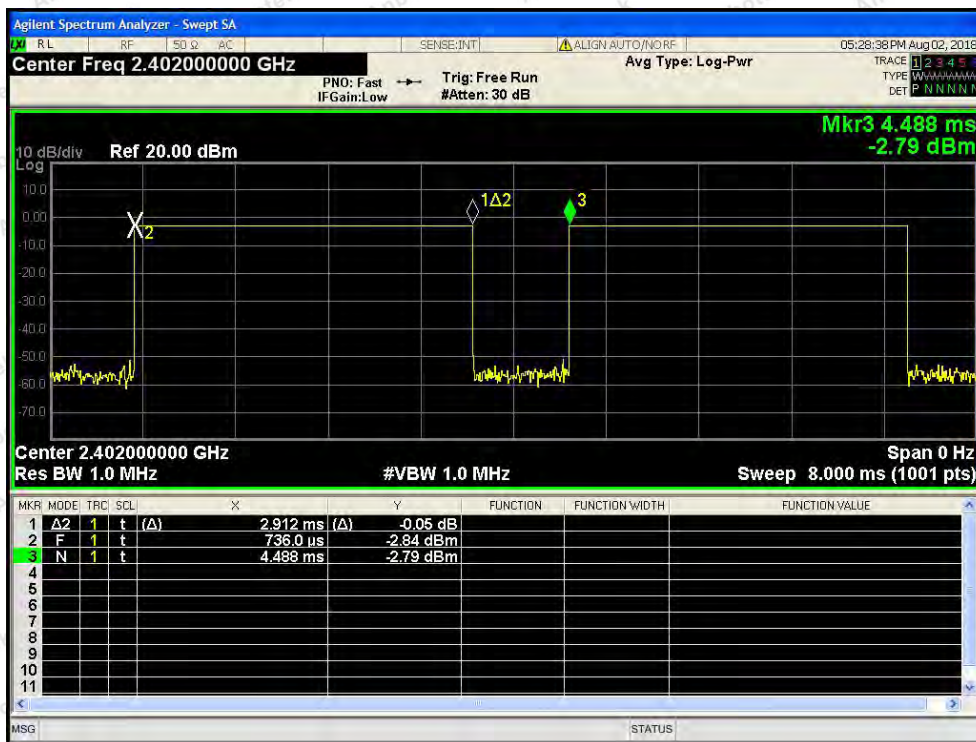 Agilent Spectrum Analyzer - Swept SA
LXI RL RF 50 Ω AC SENSE:INT ALIGN AUTO/NO RF 05:28:38 PM Aug 02, 2018
Center Freq 2.402000000 GHz
Avg Type: Log-Pwr
TRACE 1 2 3 4 5
PNO: Fast
Trig: Free Run
TYPE
IFGain:Low
#Atten: 30 dB
DET P N N N N N
Mkr3 4.488 ms
-2.79 dBm
10 dB/div Ref 20.00 dBm
Log
10.0
0.00
-10.0
-20.0
-30.0
-40.0
-50.0
-60.0
-70.0
2
1Δ2
3
Center 2.402000000 GHz Span 0 Hz
Res BW 1.0 MHz #VBW 1.0 MHz Sweep 8.000 ms (1001 pts)
MKR MODE TRC SCL X Y FUNCTION FUNCTION WIDTH FUNCTION VALUE
1 Δ2 1 t (Δ) 2.912 ms (Δ) -0.05 dB
2 F 1 t 736.0 µs -2.84 dBm
3 N 1 t 4.488 ms -2.79 dBm
4
5
6
7
8
9
10
11
MSG STATUS